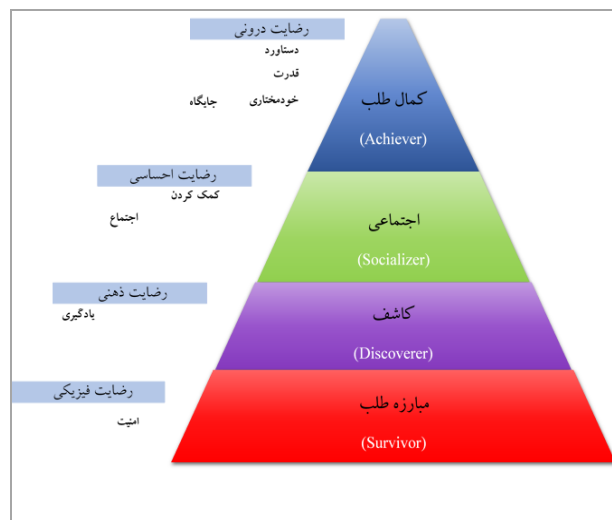 رضایت درونی
دستاورد
قدرت
خودمختاری
جایگاه
کمال طلب
(Achiever)
رضایت احساسی
کمک کردن
اجتماع
اجتماعی
(Socializer)
رضایت ذهنی
یادگیری
کاشف
(Discoverer)
رضایت فیزیکی
امنیت
مبارزه طلب
(Survivor)